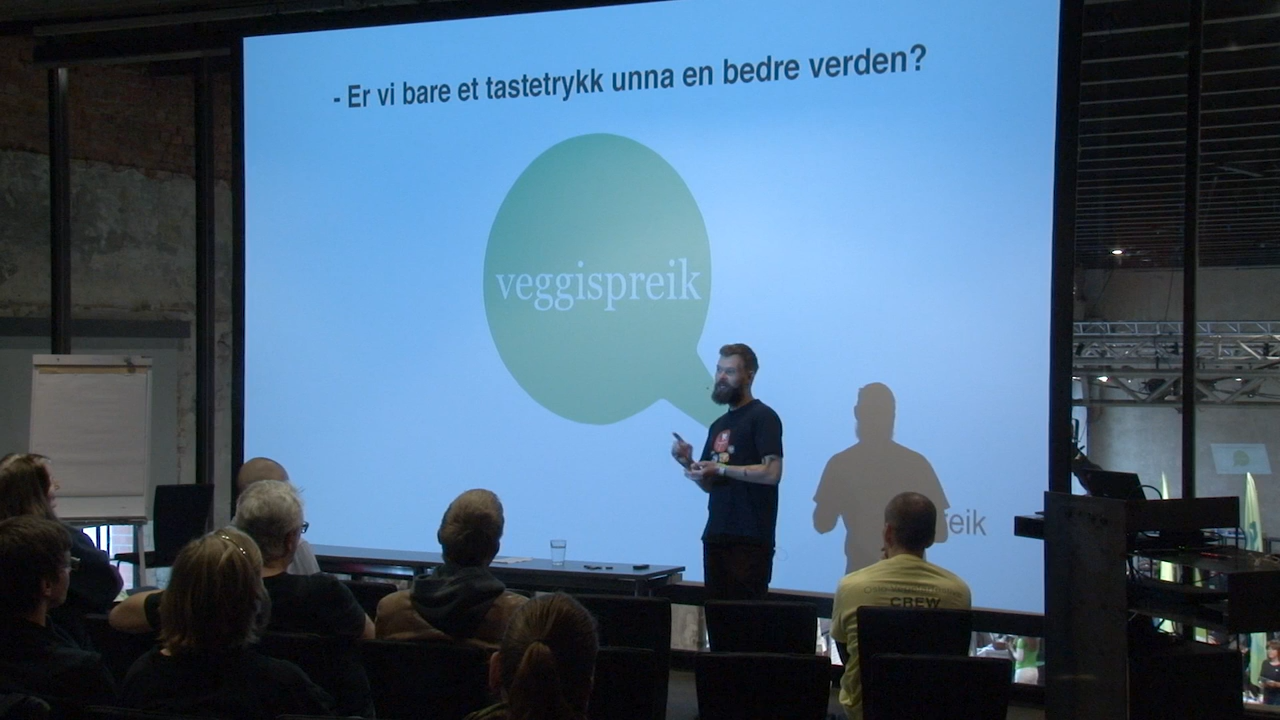 - Er vi bare et tastetrykk unna en bedre verden?
veggispreik
eik
CREW